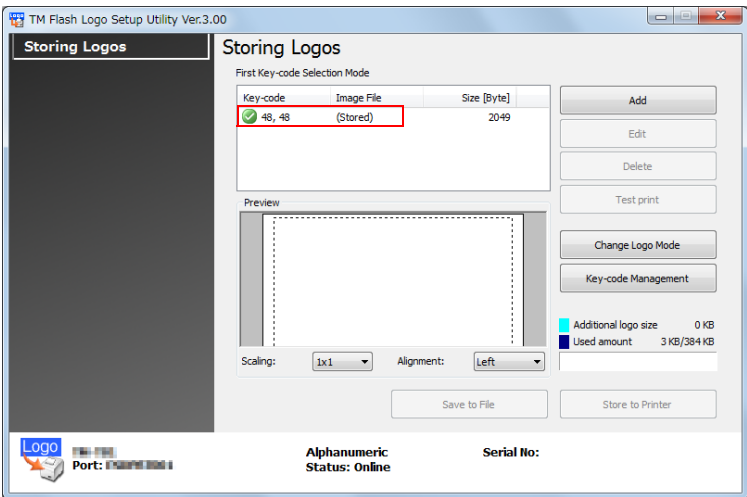 TM Flash Logo Setup Utility Ver.3.00
Storing Logos
Storing Logos
First Key-code Selection Mode
Key-code Image File Size [Byte]
48, 48 (Stored) 2049
Add
Edit
Delete
Test print
Preview
Change Logo Mode
Key-code Management
Additional logo size 0 KB
Used amount 3 KB/384 KB
Scaling: 1x1 Alignment: Left
Save to File Store to Printer
Logo
Port:
Alphanumeric
Status: Online
Serial No: